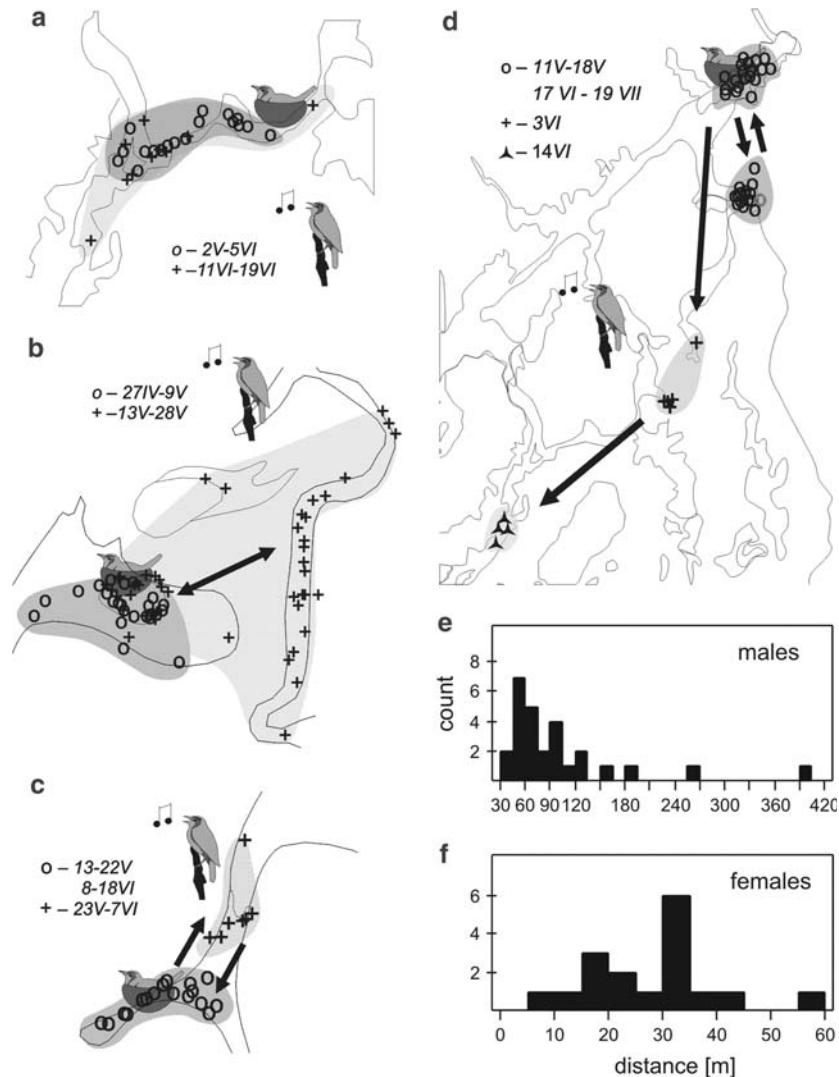 a
o – 2V-5VI
+ –11VI-19VI
b
o – 27IV-9V
+ –13V-28V
c
o – 13-22V
8-18VI
+ – 23V-7VI
d
o – 11V-18V
17 VI - 19 VII
+ – 3VI
– 14VI
e
males
count
8
6
4
2
30 60 90 120 180 240 300 360 420
f
females
6
4
2
0 10 20 30 40 50 60
distance [m]